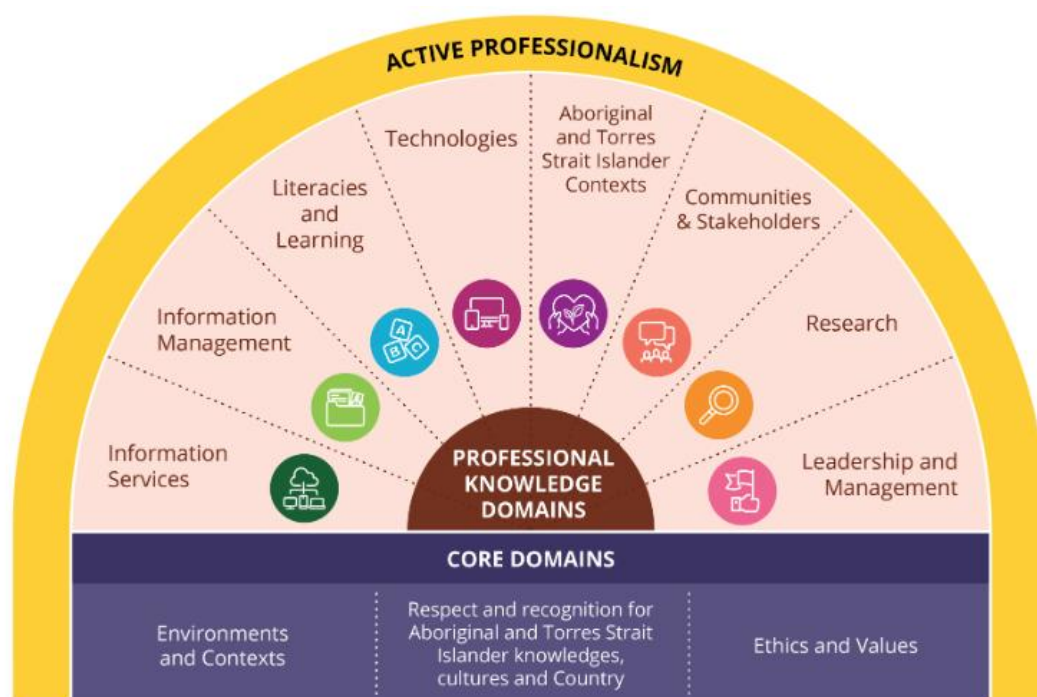 ACTIVE PROFESSIONALISM
Information
Services
Information
Management
Literacies
and
Learning
Technologies
Aboriginal
and Torres
Strait Islander
Contexts
Communities
& Stakeholders
Research
Leadership and
Management
A
B
C
PROFESSIONAL
KNOWLEDGE
DOMAINS
CORE DOMAINS
Environments
and Contexts
Respect and recognition for
Aboriginal and Torres Strait
Islander knowledges,
cultures and Country
Ethics and Values